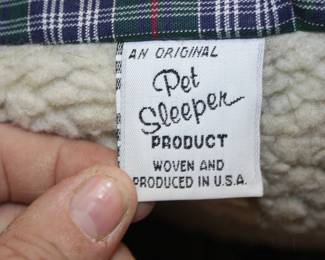 AN ORIGINAL
Pet
Sleeper
PRODUCT
WOVEN AND
PRODUCED IN U.S.A.